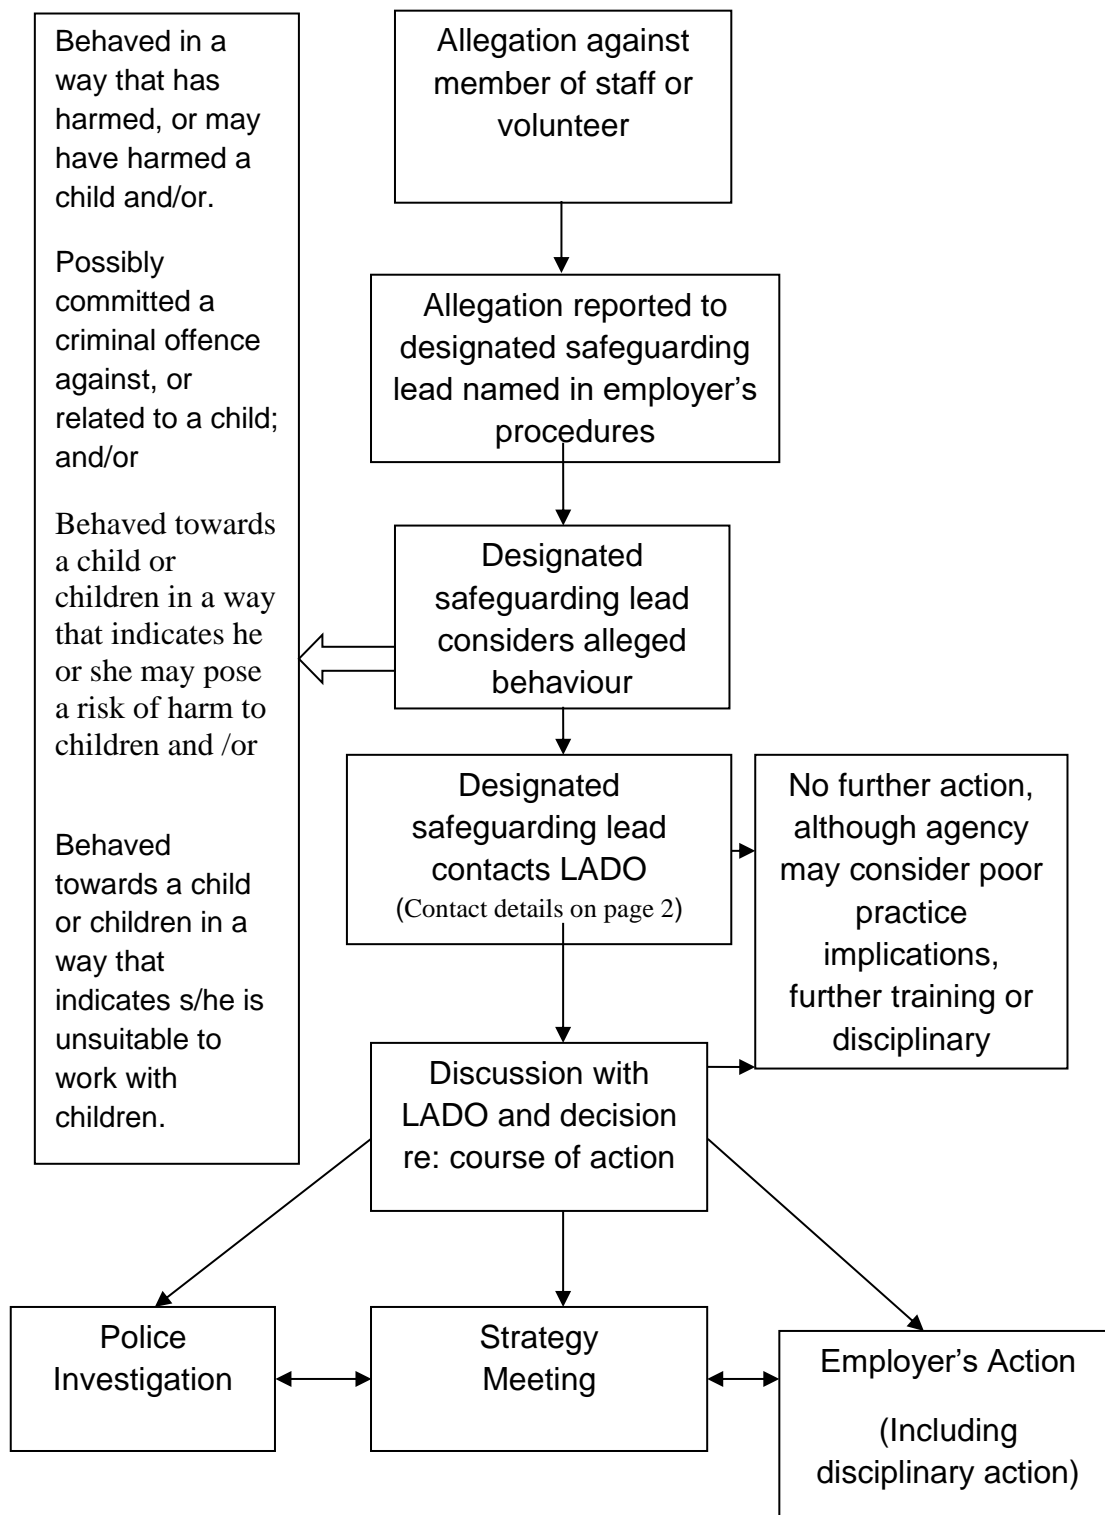 Behaved in a
way that has
harmed, or may
have harmed a
child and/or.
Possibly
committed a
criminal offence
against, or
related to a child;
and/or
Behaved towards
a child or
children in a way
that indicates he
or she may pose
a risk of harm to
children and /or
Behaved
towards a child
or children in a
way that
indicates s/he is
unsuitable to
work with
children.
Allegation against
member of staff or
volunteer
Allegation reported to
designated safeguarding
lead named in employer’s
procedures
Designated
safeguarding lead
considers alleged
behaviour
Designated
safeguarding lead
contacts LADO
(Contact details on page 2)
No further action,
although agency
may consider poor
practice
implications,
further training or
disciplinary
Discussion with
LADO and decision
re: course of action
Police
Investigation
Strategy
Meeting
Employer’s Action
(Including
disciplinary action)